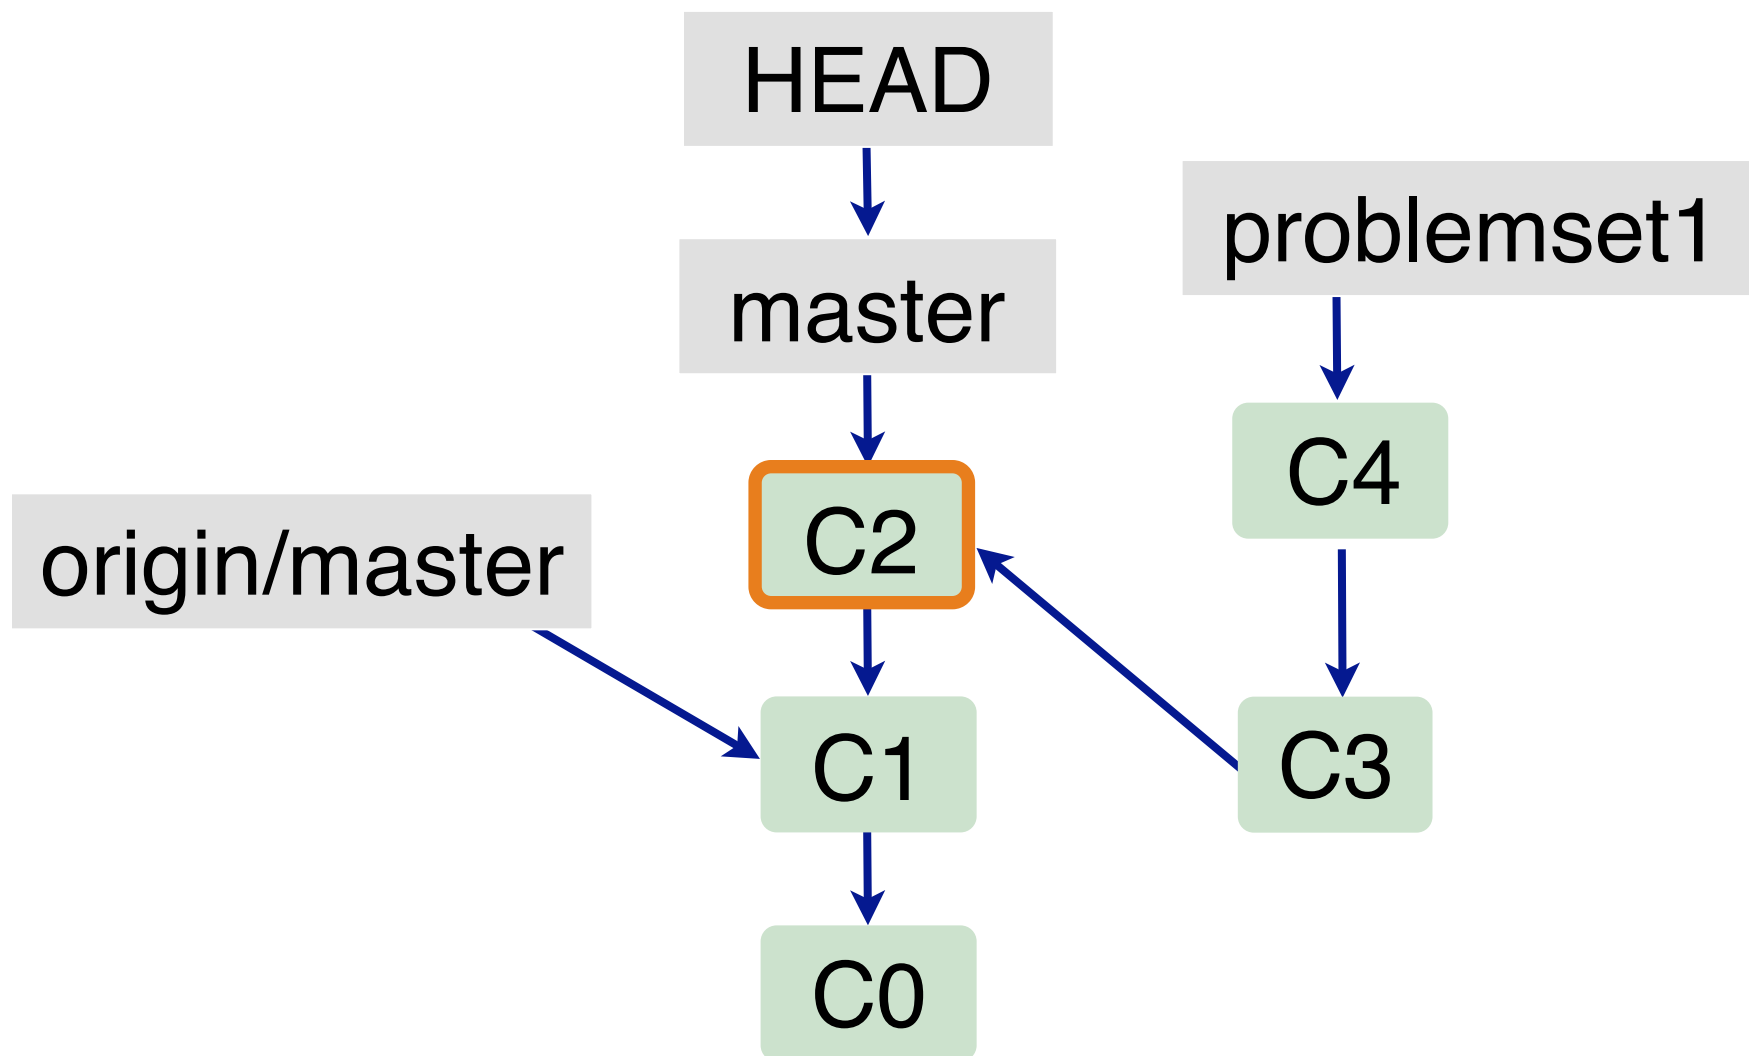 HEAD
problemset1
master
C4
C2
origin/master
C1
C3
C0